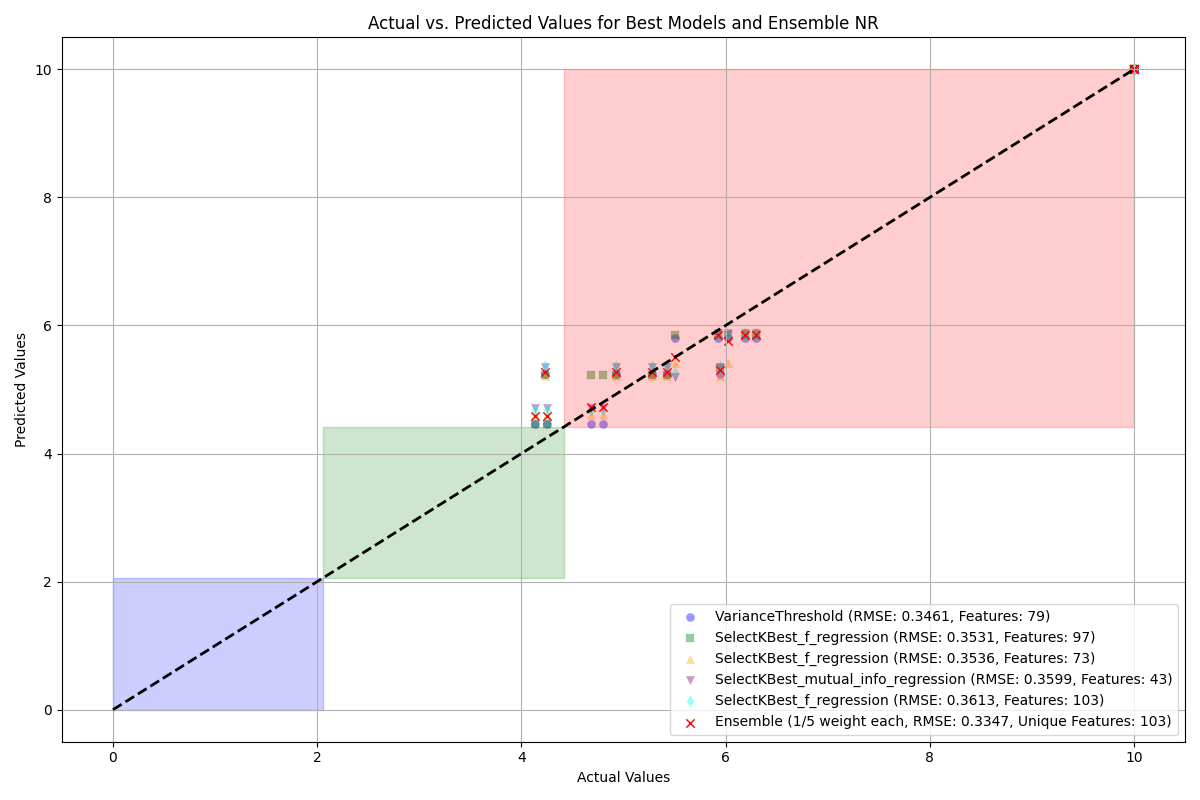 Actual vs. Predicted Values for Best Models and Ensemble NR
Predicted Values
10
8
6
4
2
0
VarianceThreshold (RMSE: 0.3461, Features: 79)
SelectKBest_f_regression (RMSE: 0.3531, Features: 97)
SelectKBest_f_regression (RMSE: 0.3536, Features: 73)
SelectKBest_mutual_info_regression (RMSE: 0.3599, Features: 43)
SelectKBest_f_regression (RMSE: 0.3613, Features: 103)
Ensemble (1/5 weight each, RMSE: 0.3347, Unique Features: 103)
0 2 4 6 8 10
Actual Values